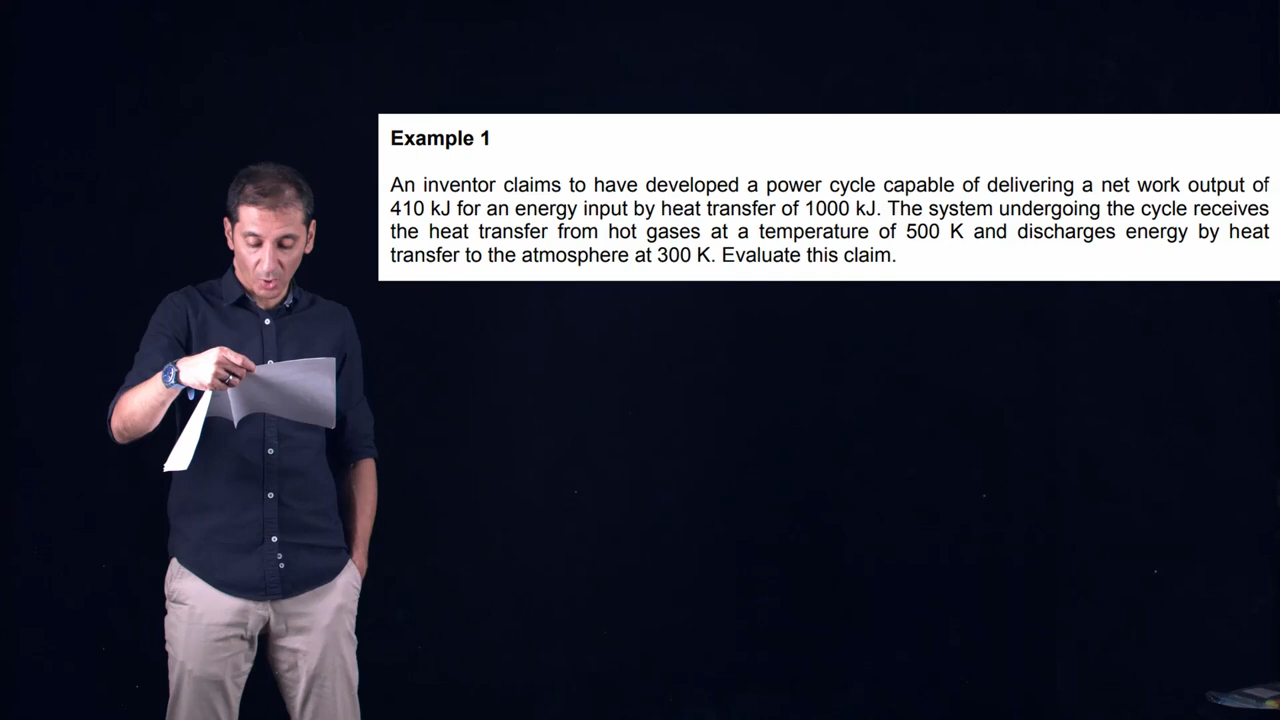 Example 1
An inventor claims to have developed a power cycle capable of delivering a net work output of
410 kJ for an energy input by heat transfer of 1000 kJ. The system undergoing the cycle receives
the heat transfer from hot gases at a temperature of 500 K and discharges energy by heat
transfer to the atmosphere at 300 K. Evaluate this claim.